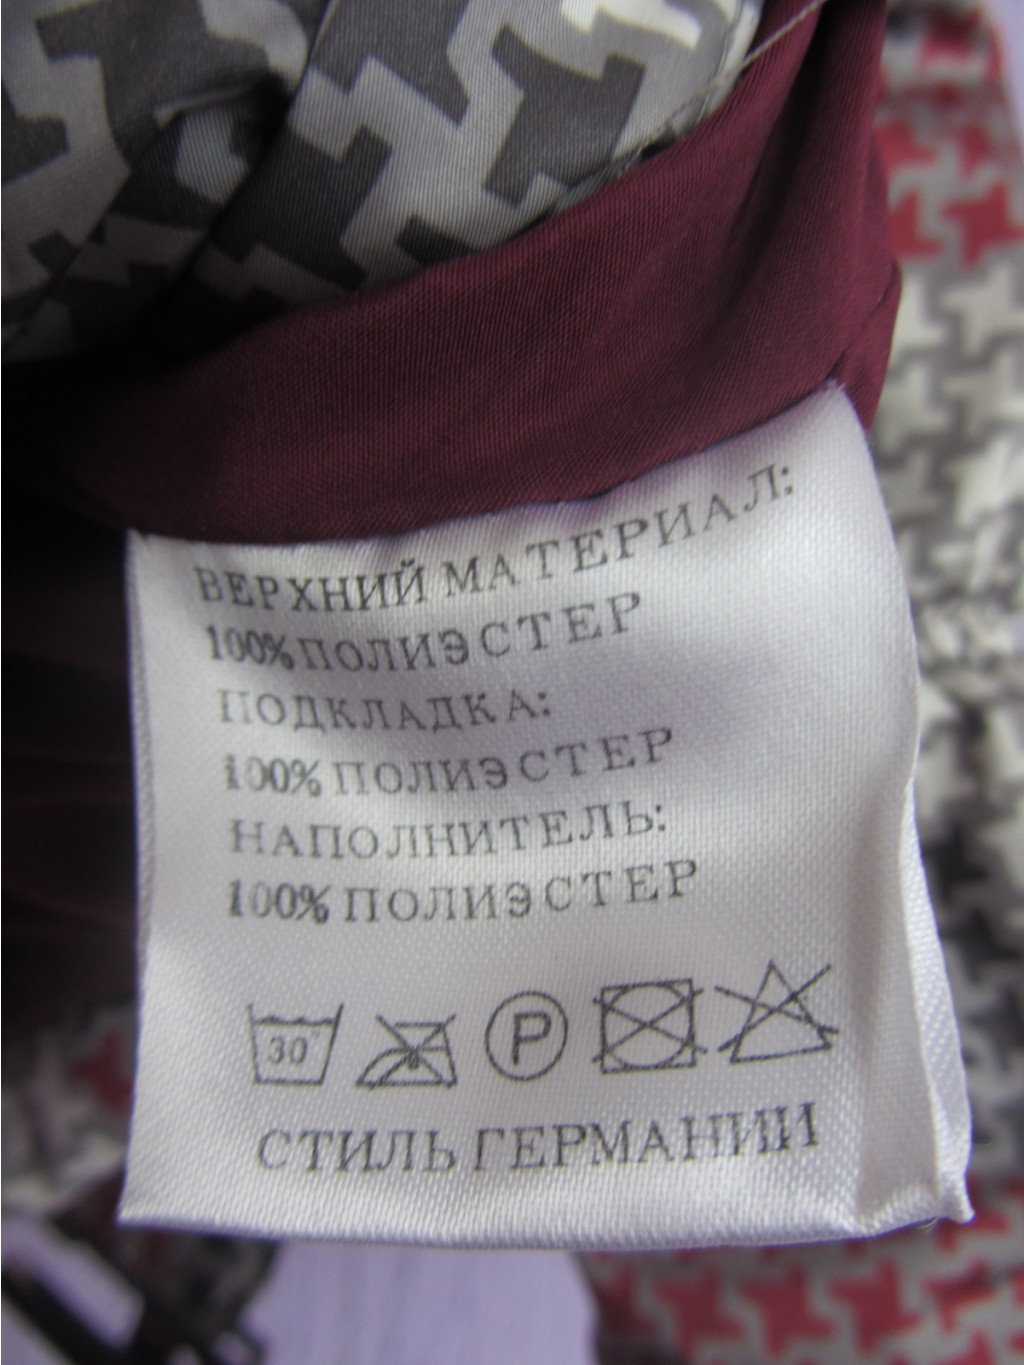 ВЕРХНИЙ МАТЕРИАЛ:
100% ПОЛИЭСТЕР
ПОДКЛАДКА:
100% ПОЛИЭСТЕР
НАПОЛНИТЕЛЬ:
100% ПОЛИЭСТЕР
30 P
СТИЛЬ ГЕРМАНИИ